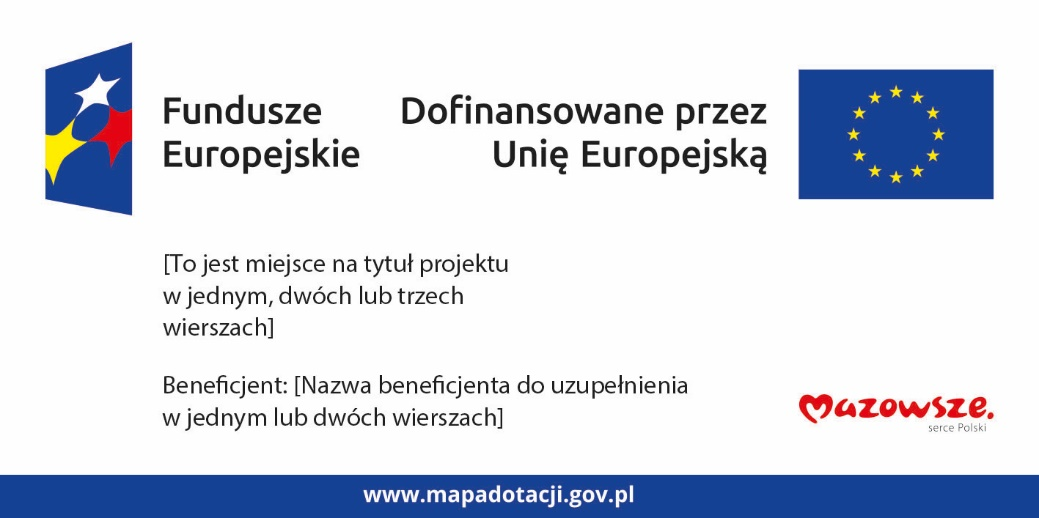 Fundusze
Europejskie
Dofinansowane przez
Unię Europejską
[To jest miejsce na tytuł projektu
w jednym, dwóch lub trzech
wierszach]
Beneficjent: [Nazwa beneficjenta do uzupełnienia
w jednym lub dwóch wierszach]
mazowsze.
serce Polski
www.mapadotacji.gov.pl